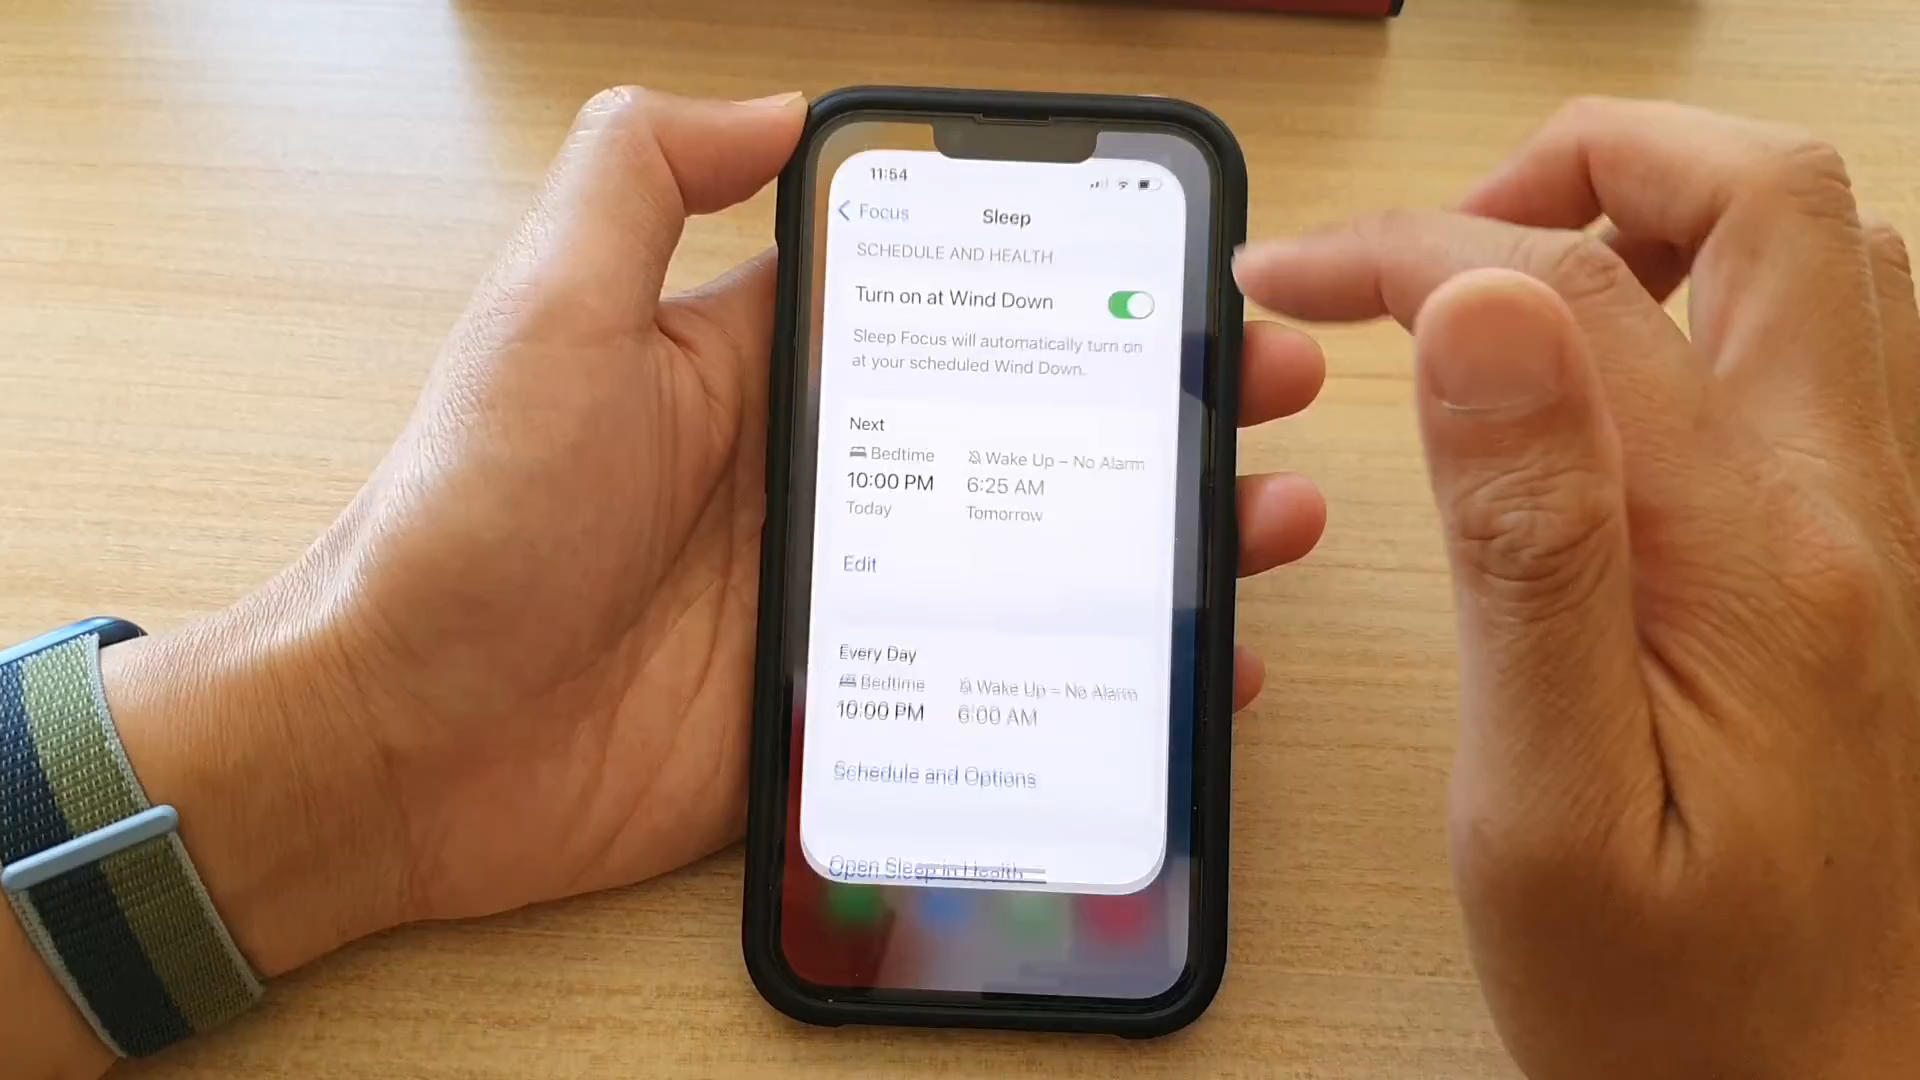 11:54
Focus
Sleep
SCHEDULE AND HEALTH
Turn on at Wind Down
Sleep Focus will automatically turn on
at your scheduled Wind Down.
Next
Bedtime
Wake Up – No Alarm
10:00 PM
6:25 AM
Today
Tomorrow
Edit
Every Day
Bedtime
Wake Up – No Alarm
10:00 PM
6:00 AM
Schedule and Options
Open Sleep in Health